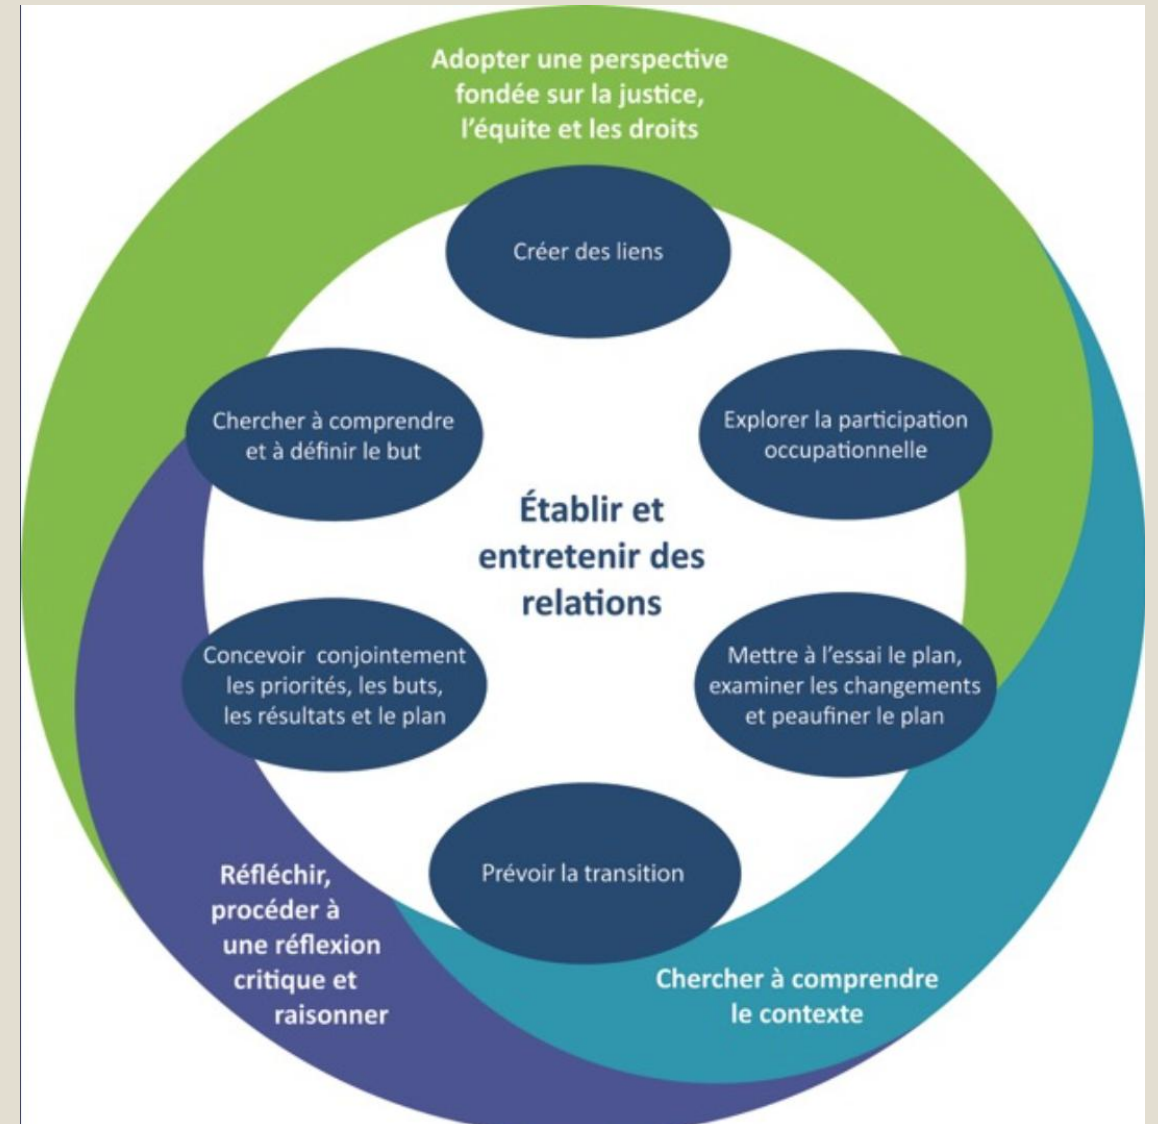 Adopter une perspective
fondée sur la justice,
l'équite et les droits
Créer des liens
Chercher à comprendre
et à définir le but
Explorer la participation
occupationnelle
Établir et
entretenir des
relations
Concevoir conjointement
les priorités, les buts,
les résultats et le plan
Mettre à l'essai le plan,
examiner les changements
et peaufiner le plan
Prévoir la transition
Réfléchir,
procéder à
une réflexion
critique et
raisonner
Chercher à comprendre
le contexte